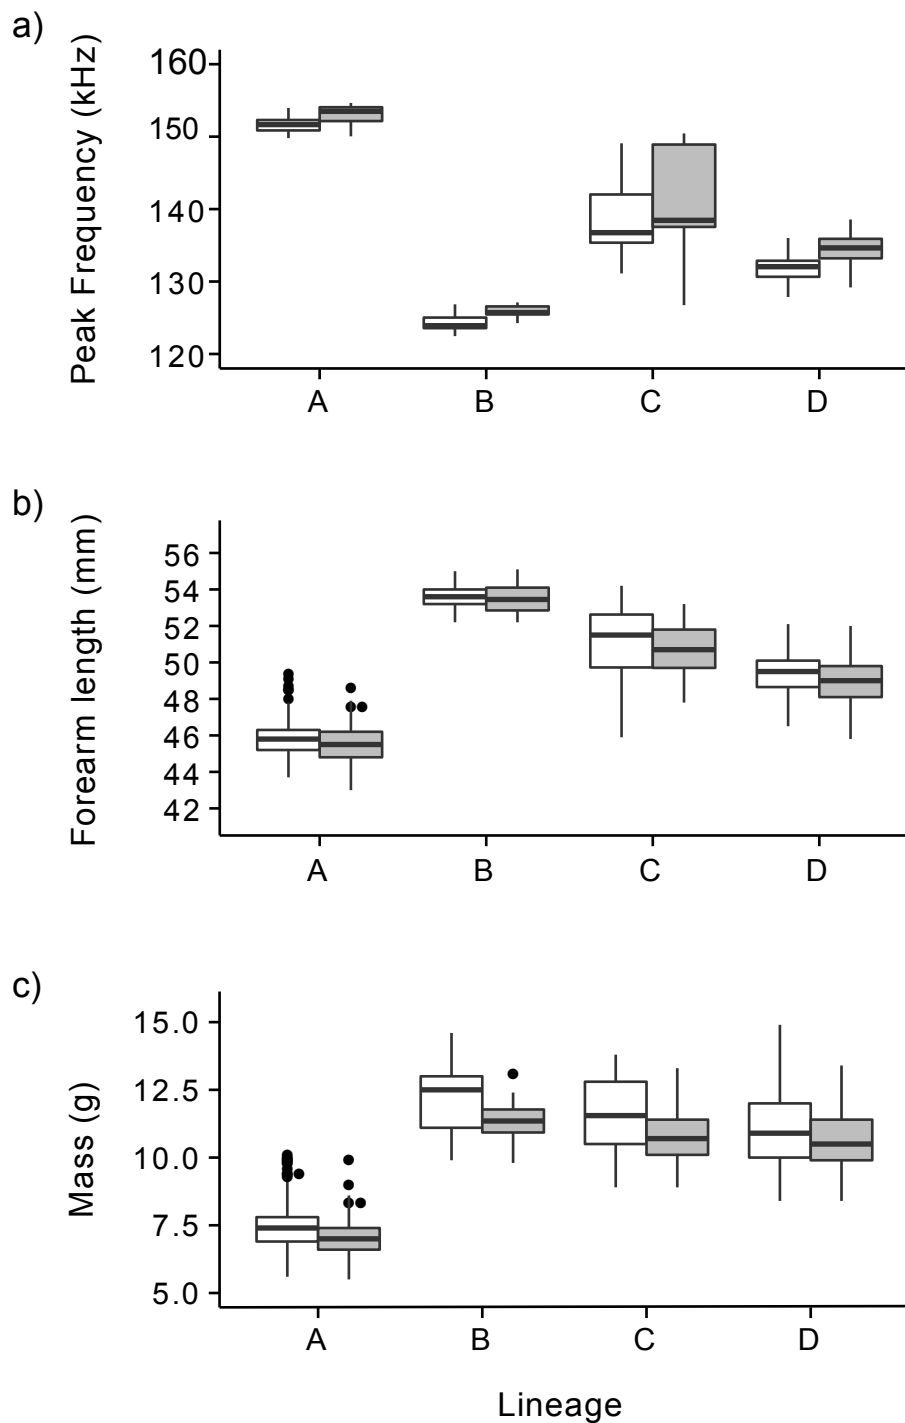 a)
Peak Frequency (kHz)
160
150
140
130
120
A B C D
b)
Forearm length (mm)
56
54
52
50
48
46
44
42
A B C D
c)
Mass (g)
15.0
12.5
10.0
7.5
5.0
A B C D
Lineage